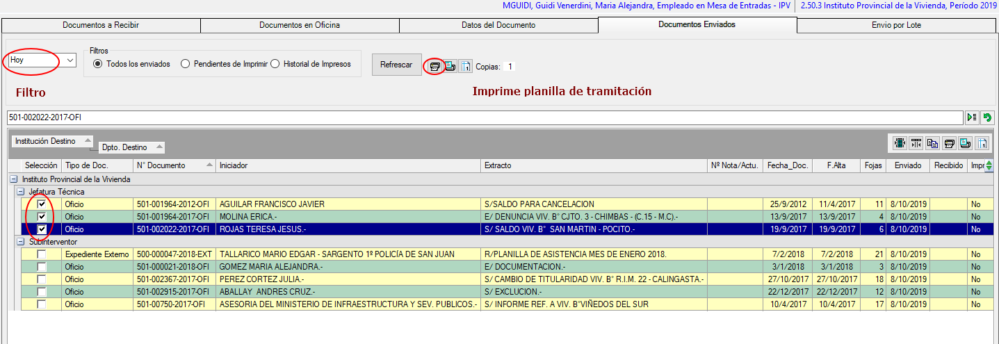 MGUIDI, Guidi Venerdini, Maria Alejandra, Empleado en Mesa de Entradas - IPV 2.50.3 Instituto Provincial de la Vivienda, Período 2019
Documentos a Recibir Documentos en Oficina Datos del Documento Documentos Enviados Envio por Lote
Filtros
Hoy Todos los enviados Pendientes de Imprimir Historial de Impresos Refrescar Copias: 1
Filtro Imprime planilla de tramitación
501-002022-2017-OFI
Institución Destino
Dpto. Destino
Selección Tipo de Doc. N° Documento Iniciador Extracto Nº Nota/Actu. Fecha_Doc. F.Alta Fojas Enviado Recibido Impr
Instituto Provincial de la Vivienda
Jefatura Técnica
Oficio 501-001964-2012-OFI AGUILAR FRANCISCO JAVIER S/SALDO PARA CANCELACION 25/9/2012 11/4/2017 11 8/10/2019 No
Oficio 501-001964-2017-OFI MOLINA ERICA.- E/ DENUNCIA VIV. B° CJTO. 3 - CHIMBAS - (C.15 - M.C).- 13/9/2017 13/9/2017 4 8/10/2019 No
Oficio 501-002022-2017-OFI ROJAS TERESA JESUS.- S/ SALDO VIV. B° SAN MARTIN - POCITO.- 19/9/2017 19/9/2017 6 8/10/2019 No
Subinterventor
Expediente Externo 500-000047-2018-EXT TALLARICO MARIO EDGAR - SARGENTO 1º POLICÍA DE SAN JUAN R/PLANILLA DE ASISTENCIA MES DE ENERO 2018. 7/2/2018 7/2/2018 21 8/10/2019 No
Oficio 501-000021-2018-OFI GOMEZ MARIA ALEJANDRA.- E/ DOCUMENTACION.- 3/1/2018 3/1/2018 3 8/10/2019 No
Oficio 501-002367-2017-OFI PEREZ CORTEZ JULIA.- S/ CAMBIO DE TITULARIDAD VIV. B° R.I.M. 22 - CALINGASTA.- 27/10/2017 27/10/2017 18 8/10/2019 No
Oficio 501-002915-2017-OFI ABALLAY ANDRES CRUZ.- S/ EXCLUCION.- 22/12/2017 22/12/2017 12 8/10/2019 No
Oficio 501-00750-2017-OFI ASESORIA DEL MINISTERIO DE INFRAESTRUCTURA Y SEV. PUBLICOS.- S/ INFORME REF. A VIV. B°VIÑEDOS DEL SUR 10/4/2017 10/4/2017 17 8/10/2019 No